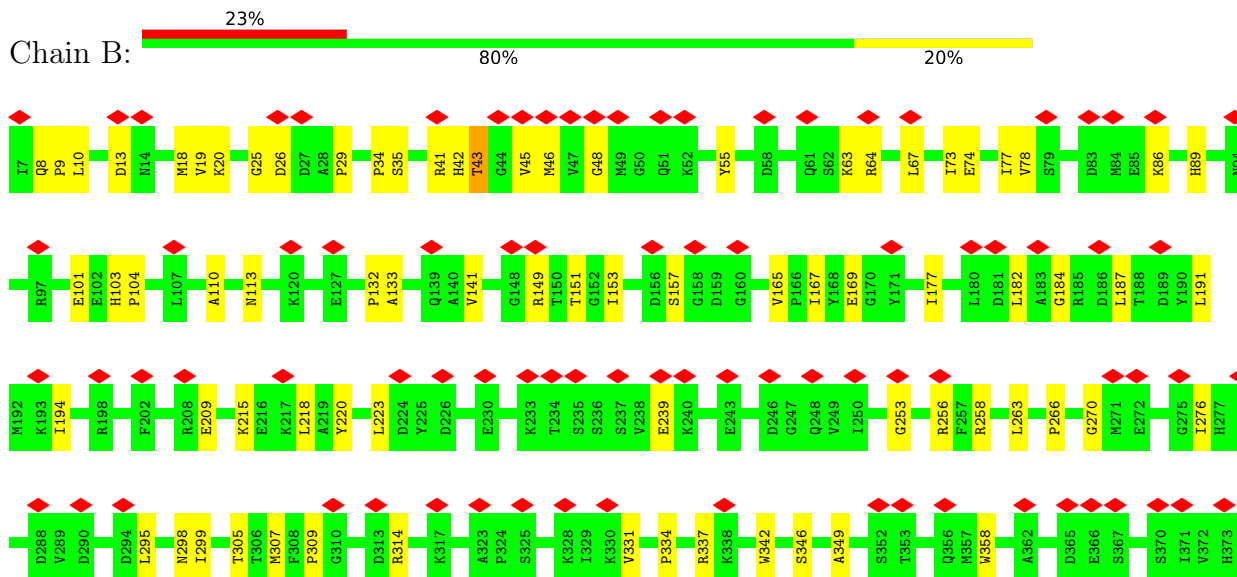 23%
Chain B:
80% 20%
I7 Q8 P9 L10 D13 N14 M18 V19 K20 G25 D26 D27 A28 P29 P34 S35 R41 H42 T43 G44 V45 M46 V47 G48 M49 G50 Q51 K52 Y55 D58 Q61 S62 K63 R64 L67 I73 E74 I77 V78 S79 D83 M84 E85 K86 H89 N94
R97 E101 E102 H103 P104 L107 A110 N113 K120 E127 P132 A133 Q139 A140 V141 G148 R149 T150 T151 G152 I153 D156 S157 G158 D159 G160 V165 P166 I167 Y168 E169 G170 Y171 I177 L180 D181 L182 A183 G184 R185 D186 L187 T188 D189 Y190 L191
M192 K193 I194 R198 F202 R208 E209 K215 E216 K217 L218 A219 Y220 L223 D224 Y225 D226 E230 K233 T234 S235 S236 S237 V238 E239 K240 E243 D246 G247 Q248 V249 I250 G253 R256 F257 R258 L263 P266 G270 M271 E272 G275 I276 H277
D288 V289 D290 D294 L295 N298 I299 T305 T306 M307 F308 P309 G310 D313 R314 K317 A323 P324 S325 K328 I329 K330 V331 P334 R337 K338 W342 S346 A349 S352 T353 Q356 M357 W358 A362 D365 E366 S367 S370 I371 V372 H373